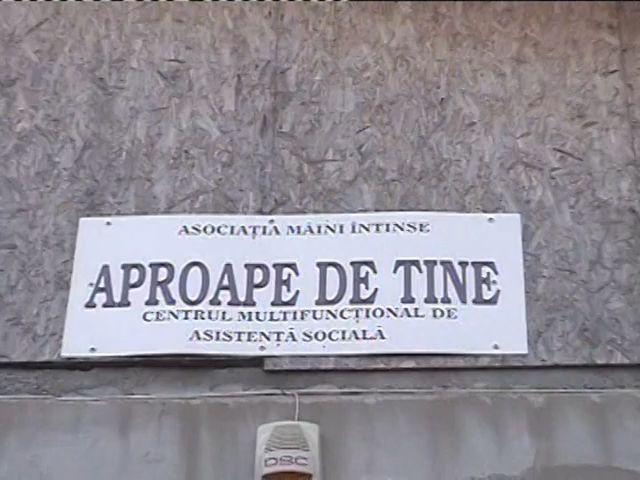 ASOCIAȚIA MÂINI ÎNTINSE
APROAPE DE TINE
CENTRUL MULTIFUNCȚIONAL DE
ASISTENȚĂ SOCIALĂ
DSC